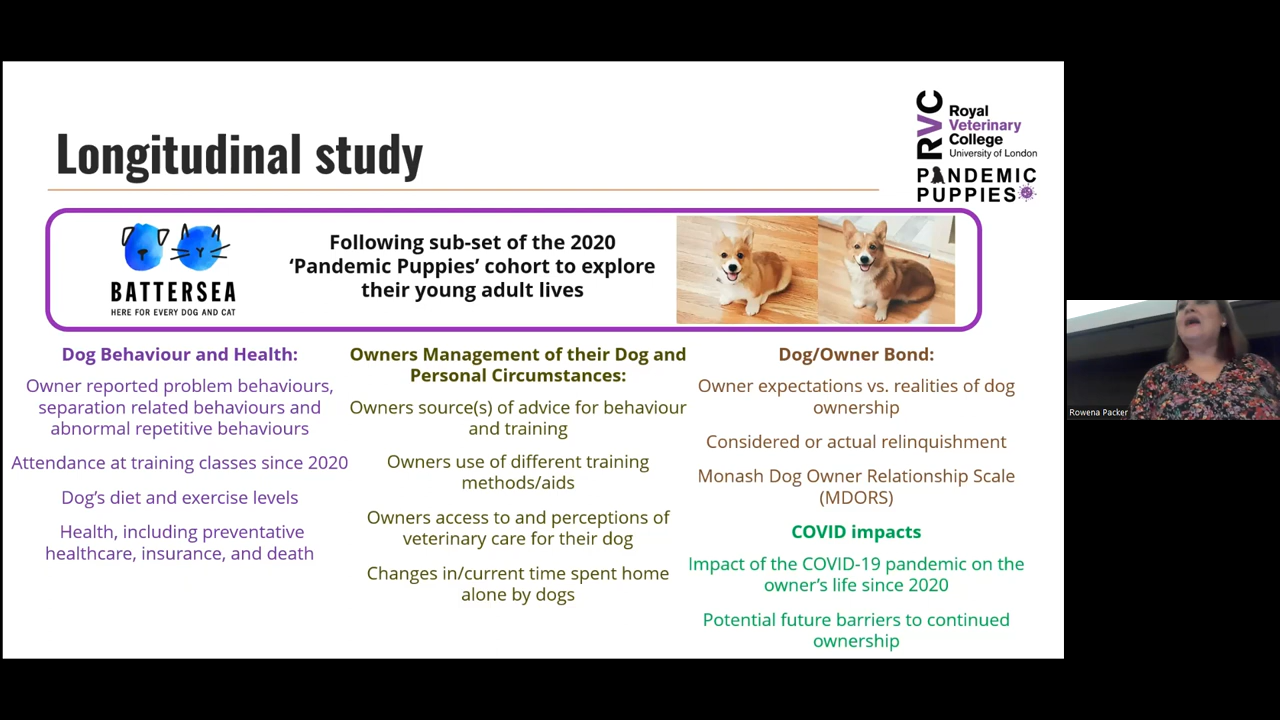 Longitudinal study
RVC
Royal
Veterinary
College
University of London
PANDEMIC
PUPPIES
BATTERSEA
HERE FOR EVERY DOG AND CAT
Following sub-set of the 2020
‘Pandemic Puppies’ cohort to explore
their young adult lives
Dog Behaviour and Health:
Owner reported problem behaviours,
separation related behaviours and
abnormal repetitive behaviours
Attendance at training classes since 2020
Dog’s diet and exercise levels
Health, including preventative
healthcare, insurance, and death
Owners Management of their Dog and
Personal Circumstances:
Owners source(s) of advice for behaviour
and training
Owners use of different training
methods/aids
Owners access to and perceptions of
veterinary care for their dog
Changes in/current time spent home
alone by dogs
Dog/Owner Bond:
Owner expectations vs. realities of dog
ownership
Considered or actual relinquishment
Monash Dog Owner Relationship Scale
(MDORS)
COVID impacts
Impact of the COVID-19 pandemic on the
owner’s life since 2020
Potential future barriers to continued
ownership
Rowena Packer